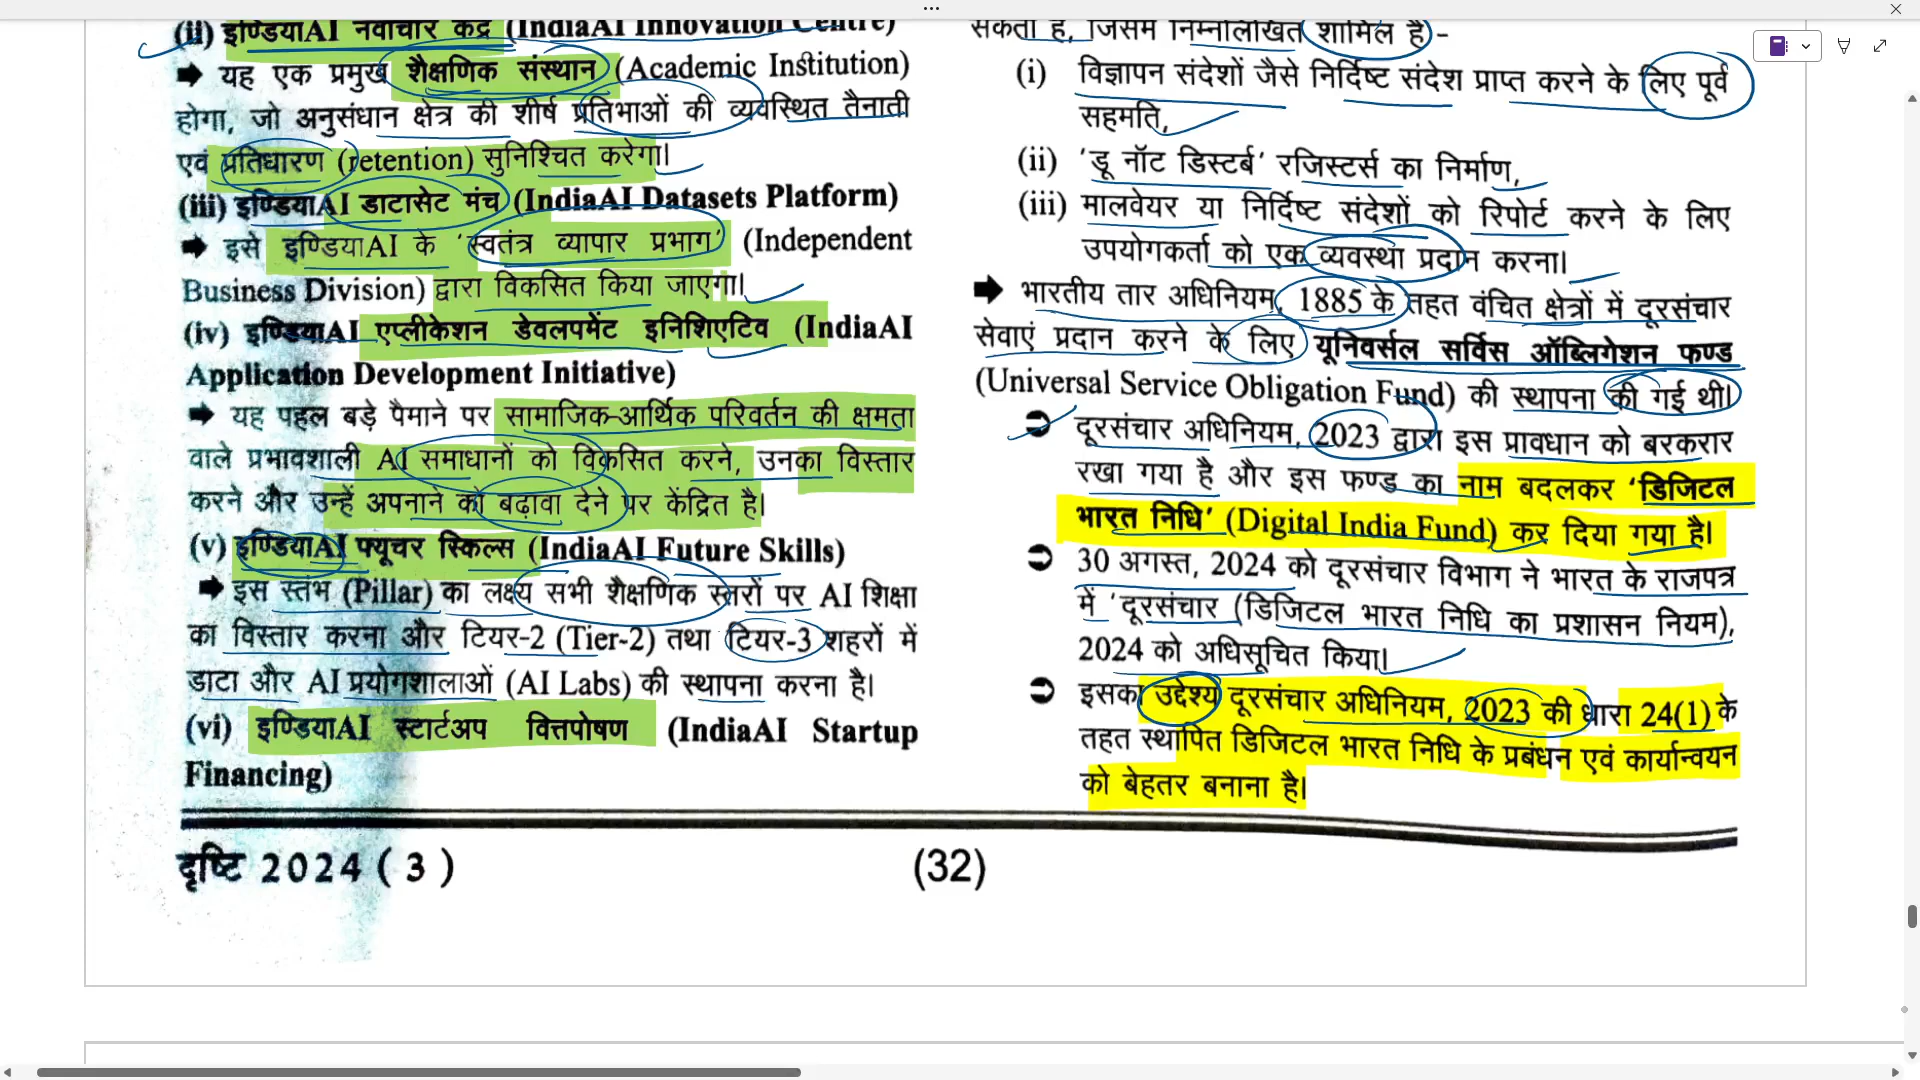 (ii) इण्डियाAI नवाचार केंद्र (IndiaAI Innovation Centre)
➡ यह एक प्रमुख शैक्षणिक संस्थान (Academic Institution)
होगा, जो अनुसंधान क्षेत्र की शीर्ष प्रतिभाओं की व्यवस्थित तैनाती
एवं प्रतिधारण (retention) सुनिश्चित करेगा।
(iii) इण्डियाAI डाटासेट मंच (IndiaAI Datasets Platform)
➡ इसे इण्डियाAI के 'स्वतंत्र व्यापार प्रभाग' (Independent
Business Division) द्वारा विकसित किया जाएगा।
(iv) इण्डियाAI एप्लीकेशन डेवलपमेंट इनिशिएटिव (IndiaAI
Application Development Initiative)
➡ यह पहल बड़े पैमाने पर सामाजिक-आर्थिक परिवर्तन की क्षमता
वाले प्रभावशाली AI समाधानों को विकसित करने, उनका विस्तार
करने और उन्हें अपनाने को बढ़ावा देने पर केंद्रित है।
(v) इण्डियाAI फ्यूचर स्किल्स (IndiaAI Future Skills)
➡ इस स्तंभ (Pillar) का लक्ष्य सभी शैक्षणिक स्तरों पर AI शिक्षा
का विस्तार करना और टियर-2 (Tier-2) तथा टियर-3 शहरों में
डाटा और AI प्रयोगशालाओं (AI Labs) की स्थापना करना है।
(vi) इण्डियाAI स्टार्टअप वित्तपोषण (IndiaAI Startup
Financing)
सकता है, जिसमें निम्नलिखित शामिल है -
(i) विज्ञापन संदेशों जैसे निर्दिष्ट संदेश प्राप्त करने के लिए पूर्व
सहमति,
(ii) 'डू नॉट डिस्टर्ब' रजिस्टर्स का निर्माण,
(iii) मालवेयर या निर्दिष्ट संदेशों को रिपोर्ट करने के लिए
उपयोगकर्ता को एक व्यवस्था प्रदान करना।
➡ भारतीय तार अधिनियम, 1885 के तहत वंचित क्षेत्रों में दूरसंचार
सेवाएं प्रदान करने के लिए यूनिवर्सल सर्विस ऑब्लिगेशन फण्ड
(Universal Service Obligation Fund) की स्थापना की गई थी।
➲ दूरसंचार अधिनियम, 2023 द्वारा इस प्रावधान को बरकरार
रखा गया है और इस फण्ड का नाम बदलकर 'डिजिटल
भारत निधि' (Digital India Fund) कर दिया गया है।
➲ 30 अगस्त, 2024 को दूरसंचार विभाग ने भारत के राजपत्र
में 'दूरसंचार (डिजिटल भारत निधि का प्रशासन नियम),
2024 को अधिसूचित किया।
➲ इसका उद्देश्य दूरसंचार अधिनियम, 2023 की धारा 24(1) के
तहत स्थापित डिजिटल भारत निधि के प्रबंधन एवं कार्यान्वयन
को बेहतर बनाना है।
दृष्टि 2024 ( 3 )
(32)